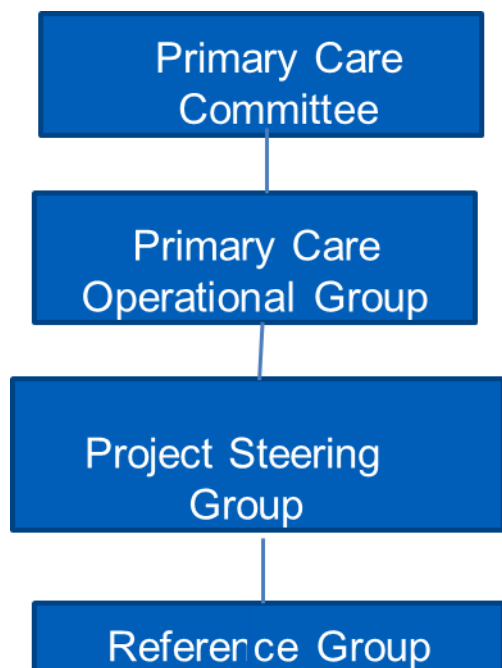 Primary Care
Committee
Primary Care
Operational Group
Project Steering
Group
Reference Group